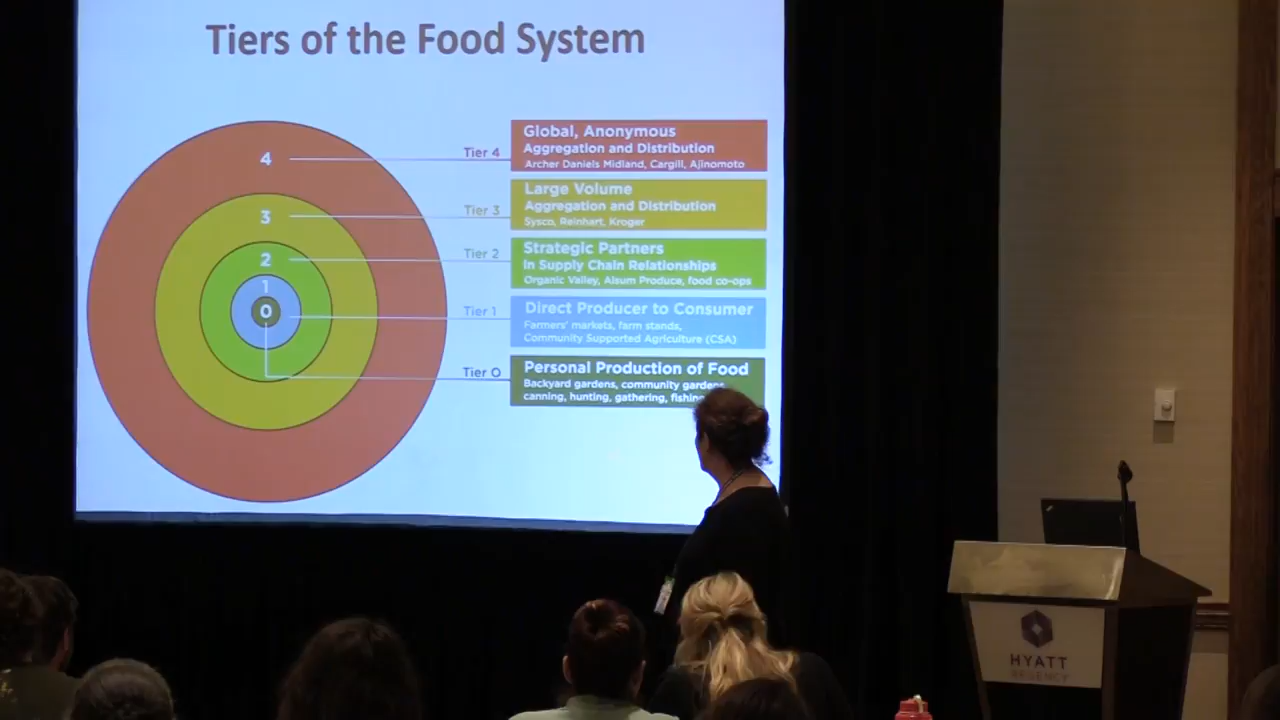 Tiers of the Food System
4
3
2
1
0
Tier 4
Global, Anonymous
Aggregation and Distribution
Archer Daniels Midland, Cargill, Ajinomoto
Tier 3
Large Volume
Aggregation and Distribution
Sysco, Reinhart, Kroger
Tier 2
Strategic Partners
In Supply Chain Relationships
Organic Valley, Alsum Produce, food co-ops
Tier 1
Direct Producer to Consumer
Farmers' markets, farm stands,
Community Supported Agriculture (CSA)
Tier 0
Personal Production of Food
Backyard gardens, community gardens
canning, hunting, gathering, fishing
HYATT
REGENCY